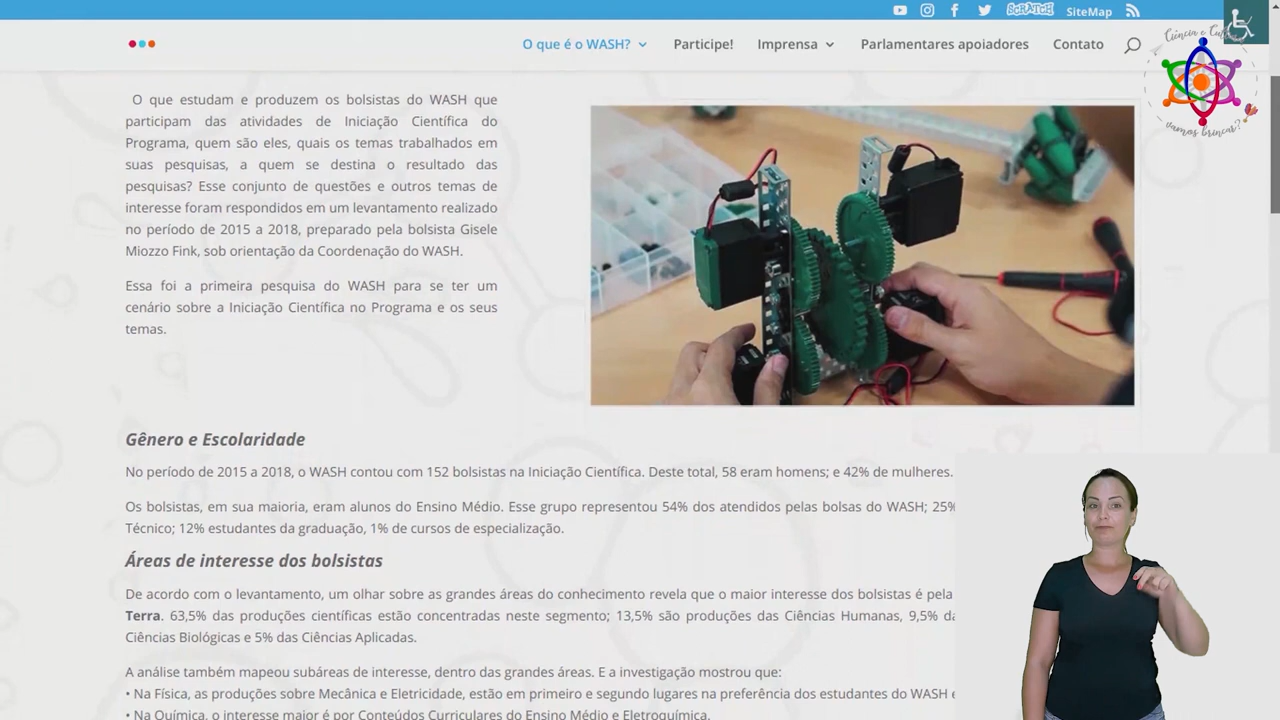 SCRATCH
SiteMap
O que é o WASH?
Participe!
Imprensa
Parlamentares apoiadores
Contato
Ciência e Cultura
vamos brincar?
O que estudam e produzem os bolsistas do WASH que
participam das atividades de Iniciação Científica do
Programa, quem são eles, quais os temas trabalhados em
suas pesquisas, a quem se destina o resultado das
pesquisas? Esse conjunto de questões e outros temas de
interesse foram respondidos em um levantamento realizado
no período de 2015 a 2018, preparado pela bolsista Gisele
Miozzo Fink, sob orientação da Coordenação do WASH.
Essa foi a primeira pesquisa do WASH para se ter um
cenário sobre a Iniciação Científica no Programa e os seus
temas.
Gênero e Escolaridade
No período de 2015 a 2018, o WASH contou com 152 bolsistas na Iniciação Científica. Deste total, 58 eram homens; e 42% de mulheres.
Os bolsistas, em sua maioria, eram alunos do Ensino Médio. Esse grupo representou 54% dos atendidos pelas bolsas do WASH; 25%
Técnico; 12% estudantes da graduação, 1% de cursos de especialização.
Áreas de interesse dos bolsistas
De acordo com o levantamento, um olhar sobre as grandes áreas do conhecimento revela que o maior interesse dos bolsistas é pela
Terra. 63,5% das produções científicas estão concentradas neste segmento; 13,5% são produções das Ciências Humanas, 9,5%
Ciências Biológicas e 5% das Ciências Aplicadas.
A análise também mapeou subáreas de interesse, dentro das grandes áreas. E a investigação mostrou que:
• Na Física, as produções sobre Mecânica e Eletricidade, estão em primeiro e segundo lugares na preferência dos estudantes do WASH
• Na Química, o interesse maior é por Conteúdos Curriculares do Ensino Médio e Eletroquímica.